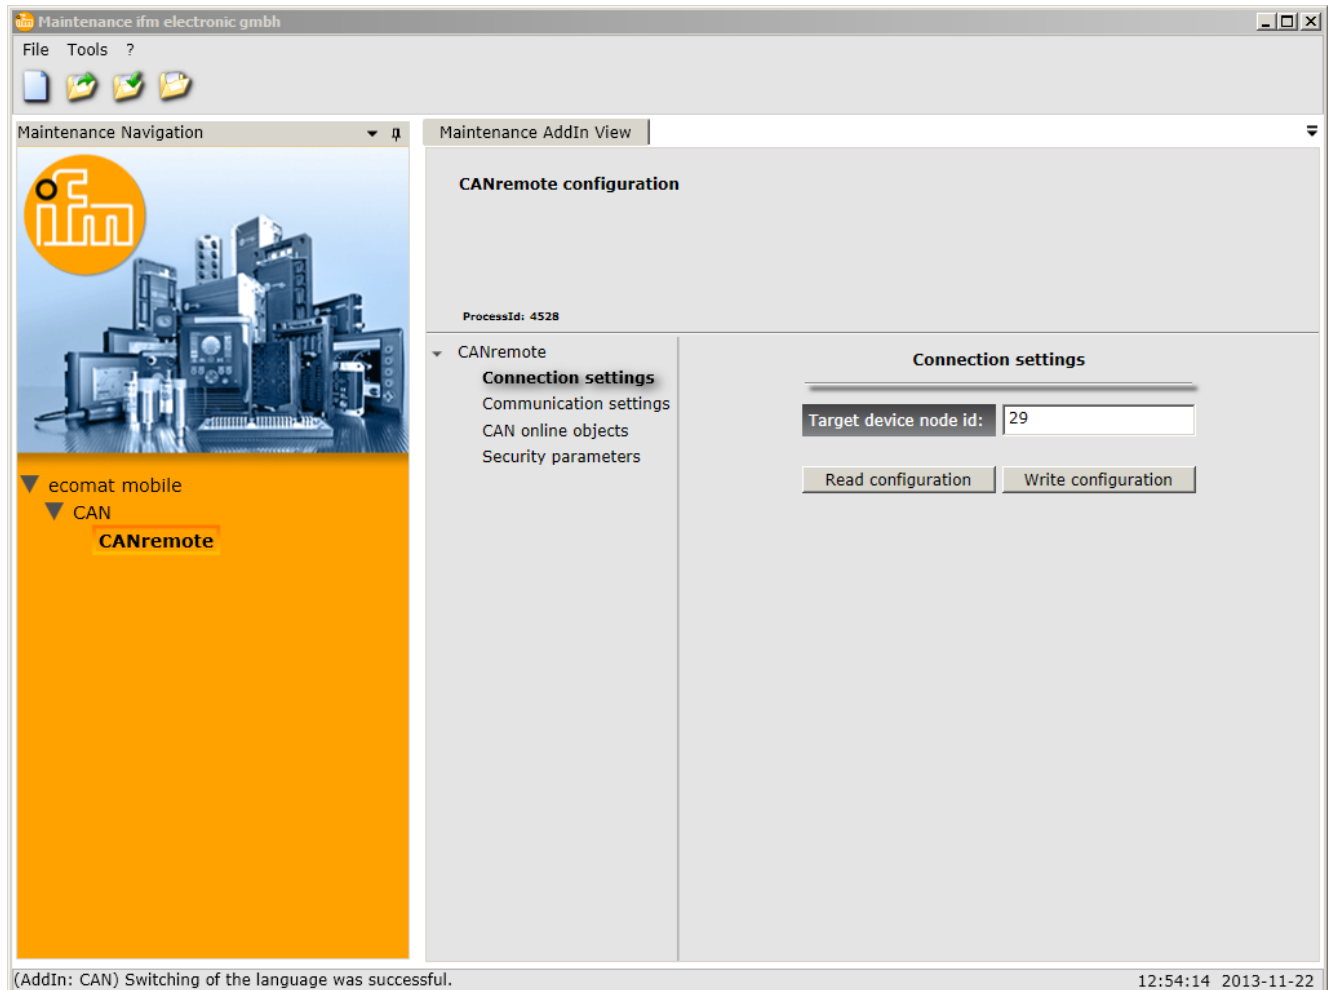 Maintenance ifm electronic gmbh
File Tools ?
Maintenance Navigation
Maintenance AddIn View
ifm
CANremote configuration
ProcessId: 4528
CANremote
Connection settings
Communication settings
CAN online objects
Security parameters
Connection settings
Target device node id: 29
Read configuration Write configuration
ecomat mobile
CAN
CANremote
(AddIn: CAN) Switching of the language was successful.
12:54:14 2013-11-22